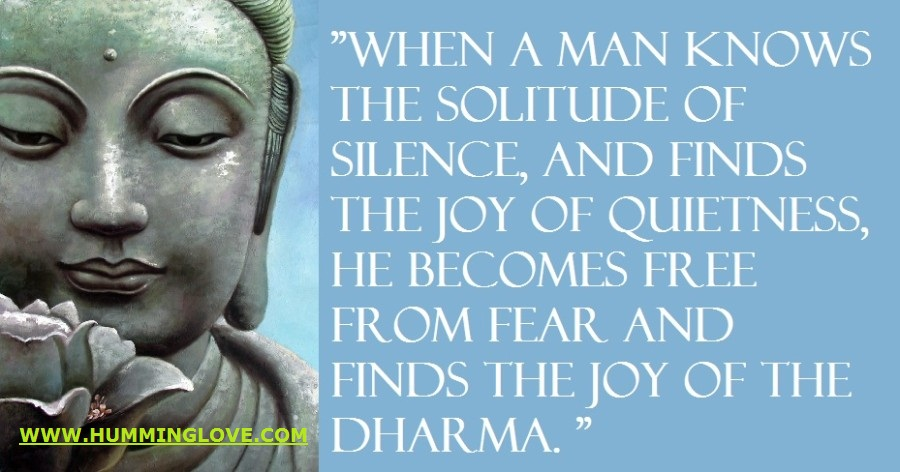 ”WHEN A MAN KNOWS
THE SOLITUDE OF
SILENCE, AND FINDS
THE JOY OF QUIETNESS,
HE BECOMES FREE
FROM FEAR AND
FINDS THE JOY OF THE
DHARMA. ”
WWW.HUMMINGLOVE.COM